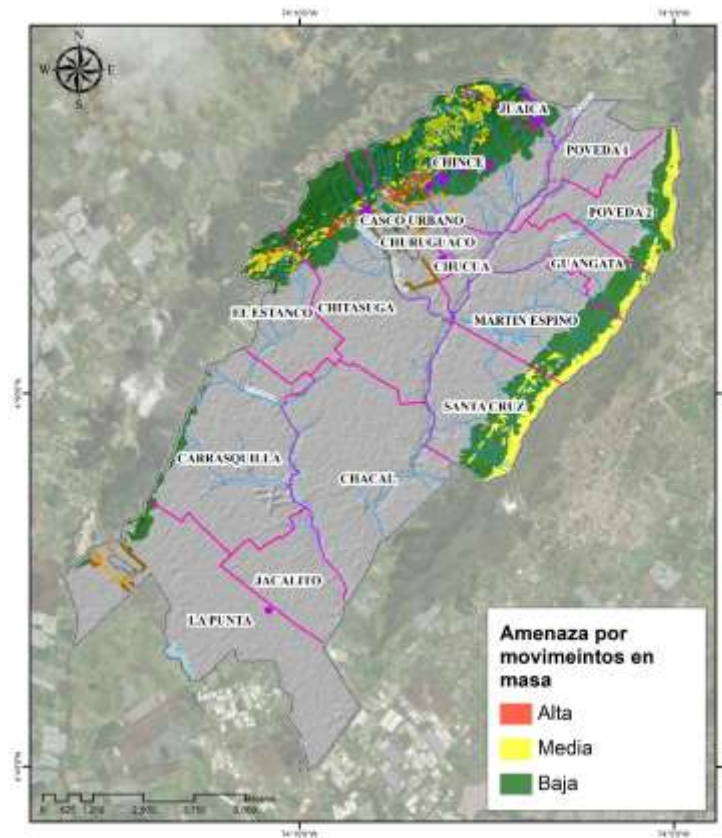 N
W E
S
JUAICA
POVEDA 1
CHINCE
CASCO URBANO
POVEDA 2
CHURUGUACO
CHUCUA
GUANGATA
EL ESTANCO
CHITASUGA
MARTIN ESPINO
SANTA CRUZ
CARRASQUILLA
CHACAL
JACALITO
LA PUNTA
Amenaza por
movimeintos en
masa
Alta
Media
Baja